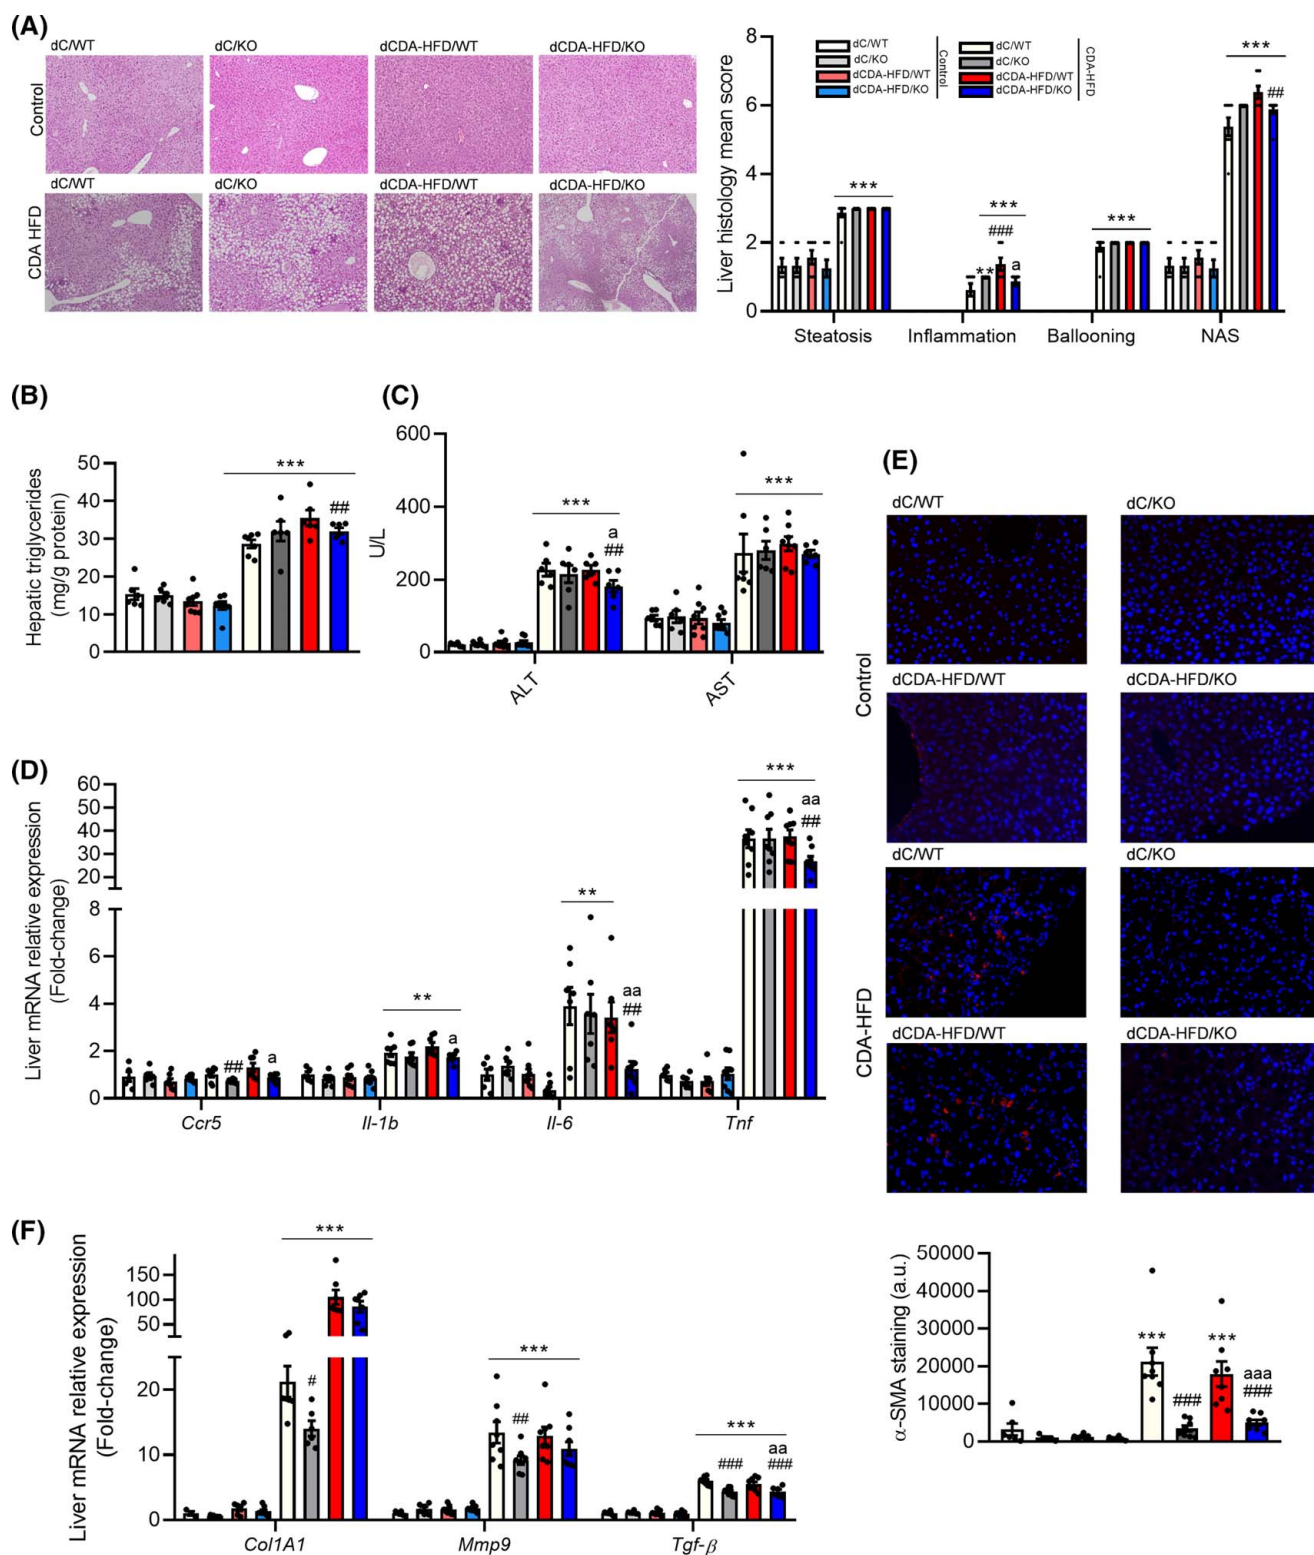 (A)
dC/WT
dC/KO
dCDA-HFD/WT
dCDA-HFD/KO
Control
dC/WT
dC/KO
dCDA-HFD/WT
dCDA-HFD/KO
CDA HFD
Liver histology mean score
8
6
4
2
0
dC/WT
dC/KO
dCDA-HFD/WT
dCDA-HFD/KO
Control
dC/WT
dC/KO
dCDA-HFD/WT
dCDA-HFD/KO
CDA-HFD
***
***
###
**
a
***
***
##
Steatosis
Inflammation
Ballooning
NAS
(B)
Hepatic triglycerides
(mg/g protein)
50
40
30
20
10
0
***
##
(C)
U/L
600
400
200
0
***
a
##
***
ALT
AST
(D)
Liver mRNA relative expression
(Fold-change)
60
50
40
30
20
8
6
4
2
0
##
a
**
a
**
aa
##
***
aa
##
Ccr5
Il-1b
Il-6
Tnf
(E)
dC/WT
dC/KO
Control
dCDA-HFD/WT
dCDA-HFD/KO
dC/WT
dC/KO
CDA-HFD
dCDA-HFD/WT
dCDA-HFD/KO
α-SMA staining (a.u.)
50000
40000
30000
20000
10000
0
***
###
***
aaa
###
(F)
Liver mRNA relative expression
(Fold-change)
150
100
50
20
10
0
***
#
***
##
***
###
aa
###
Col1A1
Mmp9
Tgf-β